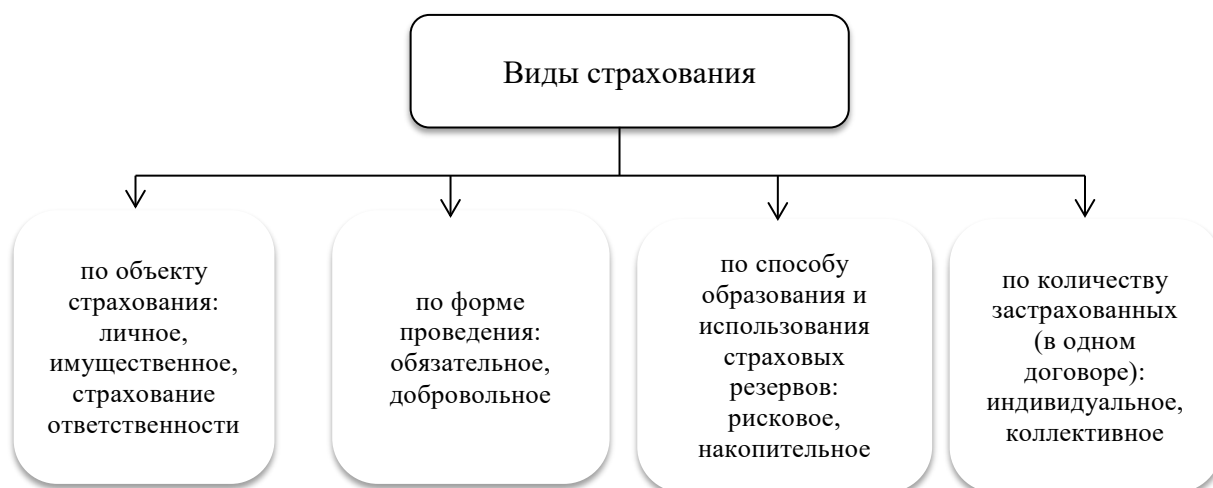 Виды страхования
по объекту
страхования:
личное,
имущественное,
страхование
ответственности
по форме
проведения:
обязательное,
добровольное
по способу
образования и
использования
страховых
резервов:
рисковое,
накопительное
по количеству
застрахованных
(в одном
договоре):
индивидуальное,
коллективное